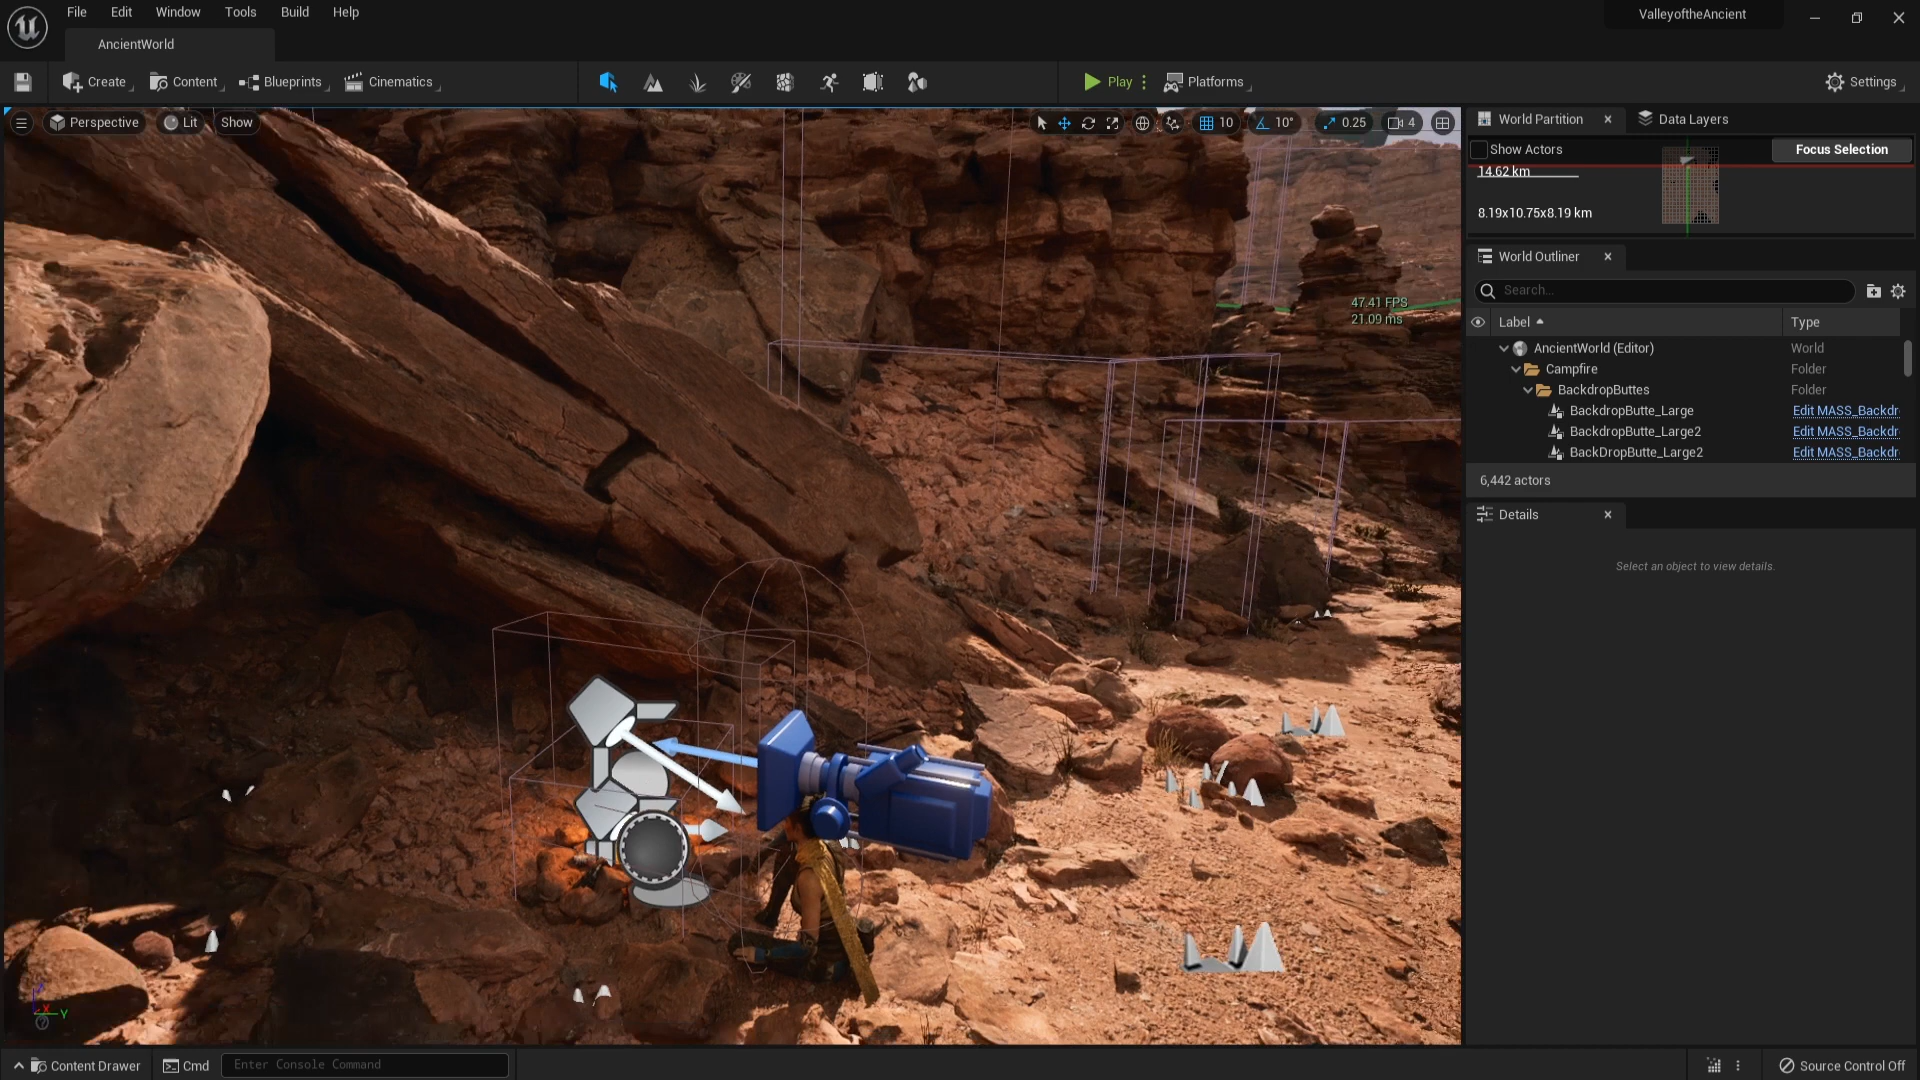 File Edit Window Tools Build Help
ValleyoftheAncient
AncientWorld
Create Content Blueprints Cinematics Play Platforms Settings
Perspective Lit Show 10 10° 0.25 4
47.41 FPS
21.09 ms
World Partition Data Layers
Show Actors Focus Selection
14.62 km
8.19x10.75x8.19 km
World Outliner
Search...
Label Type
AncientWorld (Editor) World
Campfire Folder
BackdropButtes Folder
BackdropButte_Large Edit MASS_Backdr
BackdropButte_Large2 Edit MASS_Backdr
BackDropButte_Large2 Edit MASS_Backdr
6,442 actors
Details
Select an object to view details.
Z
X
Y
Content Drawer Cmd Enter Console Command Source Control Off